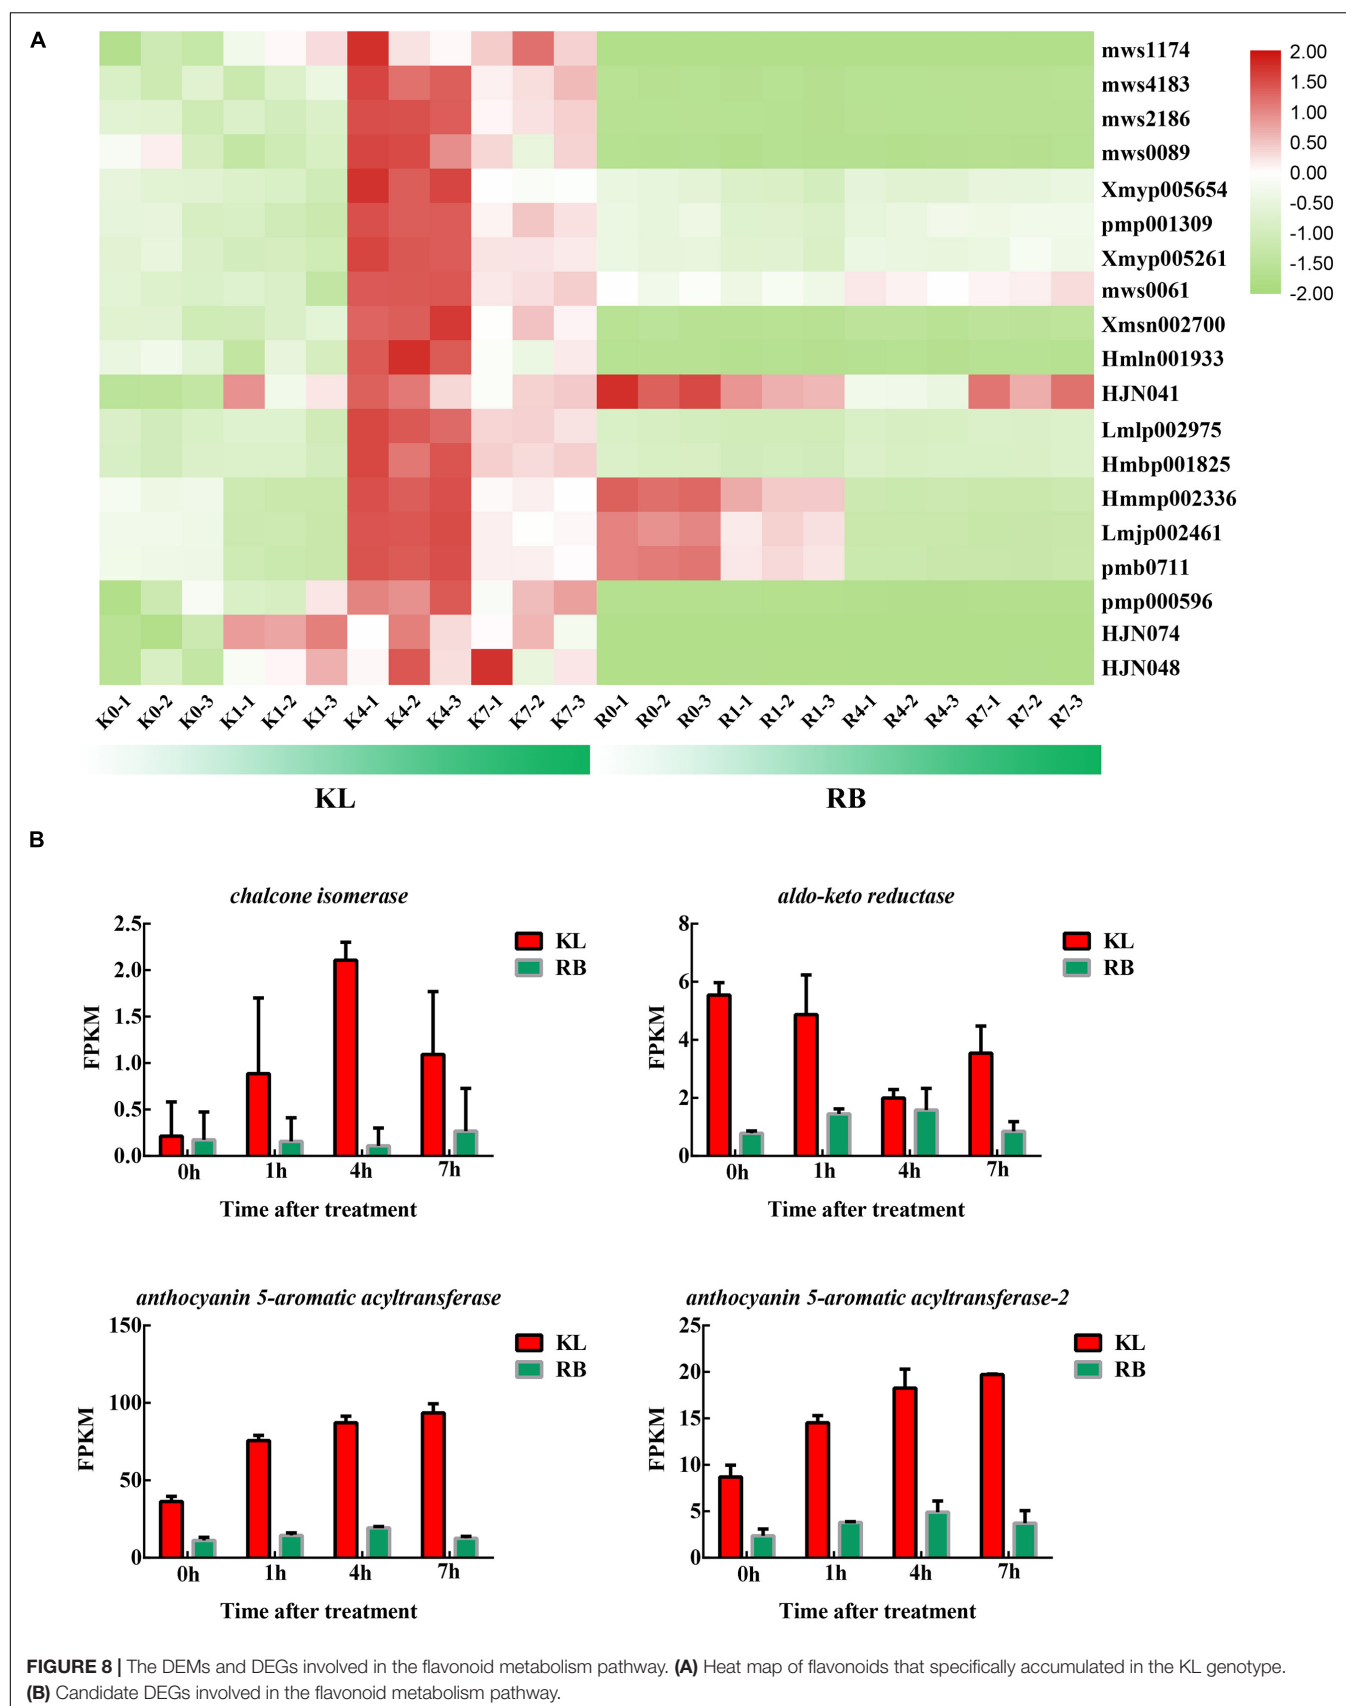 A
mws1174
mws4183
mws2186
mws0089
Xmyp005654
pmp001309
Xmyp005261
mws0061
Xmsn002700
Hmln001933
HJN041
Lmlp002975
Hmbp001825
Hmmp002336
Lmjp002461
pmb0711
pmp000596
HJN074
HJN048
2.00
1.50
1.00
0.50
0.00
-0.50
-1.00
-1.50
-2.00
K0-1 K0-2 K0-3 K1-1 K1-2 K1-3 K4-1 K4-2 K4-3 K7-1 K7-2 K7-3 R0-1 R0-2 R0-3 R1-1 R1-2 R1-3 R4-1 R4-2 R4-3 R7-1 R7-2 R7-3
KL RB
B
chalcone isomerase
2.5
2.0
1.5
1.0
0.5
0.0
FPKM
KL
RB
0h 1h 4h 7h
Time after treatment
aldo-keto reductase
8
6
4
2
0
FPKM
KL
RB
0h 1h 4h 7h
Time after treatment
anthocyanin 5-aromatic acyltransferase
150
100
50
0
FPKM
KL
RB
0h 1h 4h 7h
Time after treatment
anthocyanin 5-aromatic acyltransferase-2
25
20
15
10
5
0
FPKM
KL
RB
0h 1h 4h 7h
Time after treatment
FIGURE 8 | The DEMs and DEGs involved in the flavonoid metabolism pathway. (A) Heat map of flavonoids that specifically accumulated in the KL genotype.
(B) Candidate DEGs involved in the flavonoid metabolism pathway.